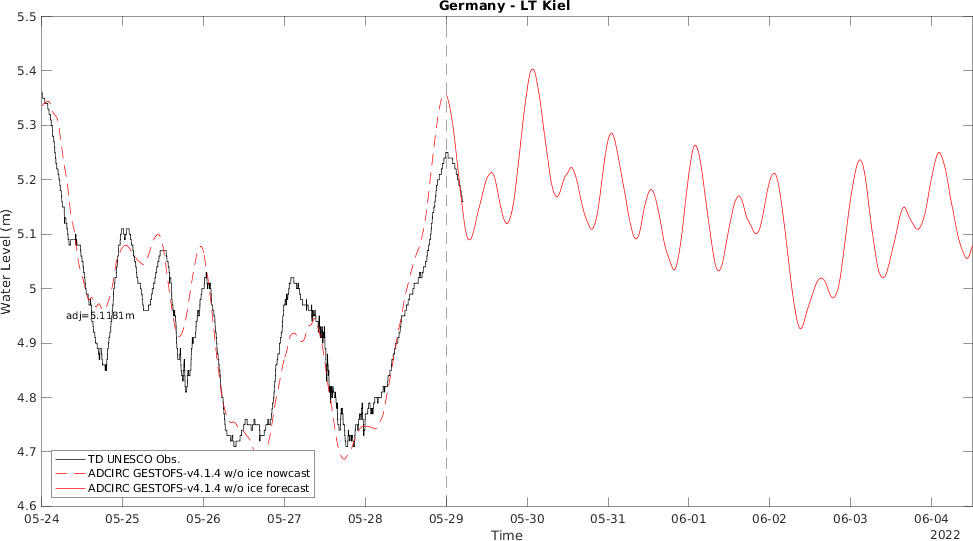 Germany - LT Kiel
5.5
5.4
5.3
5.2
5.1
5
4.9
4.8
4.7
4.6
Water Level (m)
adj=5.1181m
TD UNESCO Obs.
ADCIRC GESTOFS-v4.1.4 w/o ice nowcast
ADCIRC GESTOFS-v4.1.4 w/o ice forecast
05-24 05-25 05-26 05-27 05-28 05-29 05-30 05-31 06-01 06-02 06-03 06-04
2022
Time